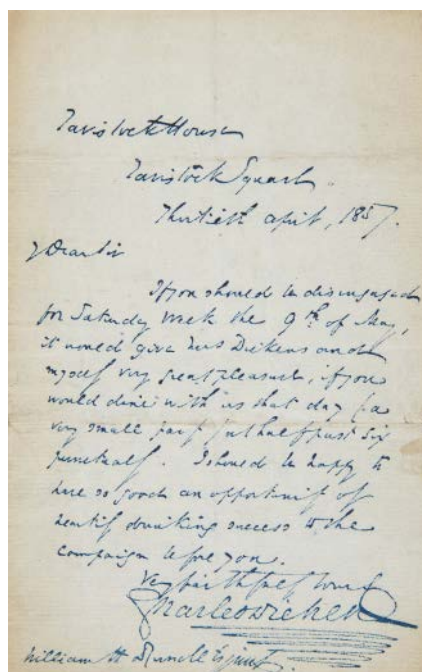 Tavistock House
Tavistock Square.
Thirtieth April, 1857.
Dear Sir
If you should be disengaged
for Saturday week the 9th of May,
it would give Mrs Dickens and
myself very great pleasure, if you
would dine with us that day (a
very small party) at half past six
punctually. I should be happy to
have so good an opportunity of
heartily drinking success to the
campaign before you.
Very faithfully Yours
Charles Dickens
William H